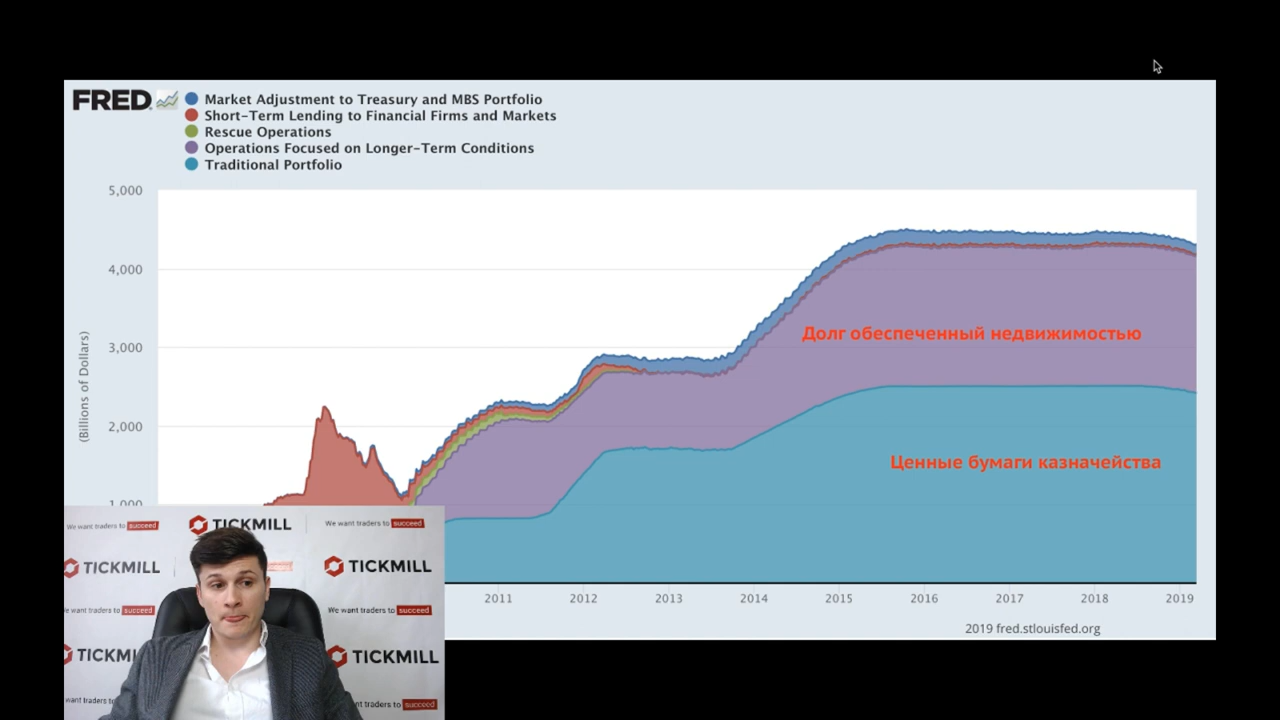 FRED
Market Adjustment to Treasury and MBS Portfolio
Short-Term Lending to Financial Firms and Markets
Rescue Operations
Operations Focused on Longer-Term Conditions
Traditional Portfolio
5,000
4,000
3,000
2,000
1,000
(Billions of Dollars)
Долг обеспеченный недвижимостью
Ценные бумаги казначейства
2011 2012 2013 2014 2015 2016 2017 2018 2019
2019 fred.stlouisfed.org
We want traders to succeed
TICKMILL
We want traders to succeed
TICKMILL
TICKMILL
We want traders to succeed
We want traders to succeed
TICKMILL
TICKMILL
want traders to
nt traders to succeed